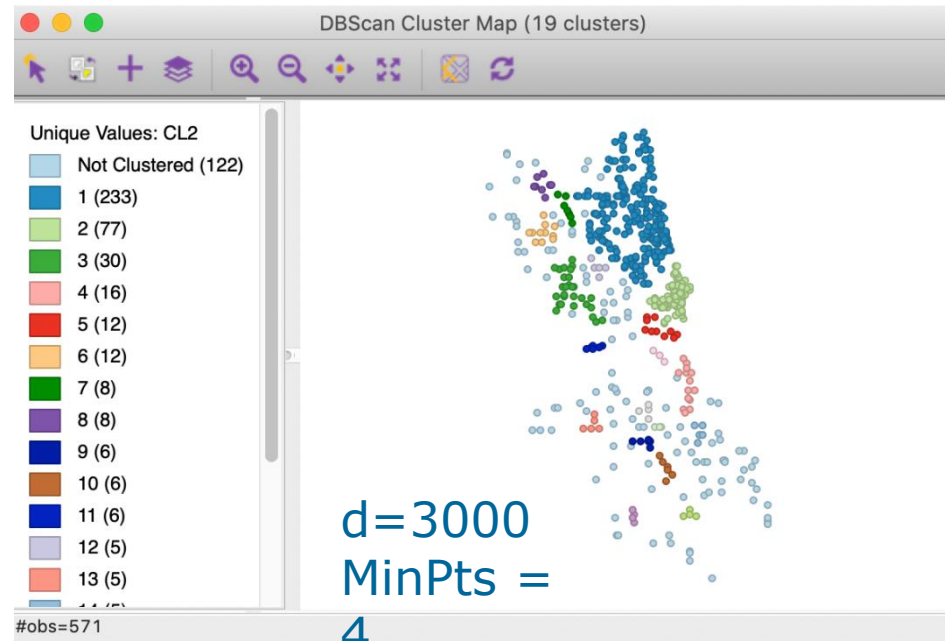 DBScan Cluster Map (19 clusters)
Unique Values: CL2
Not Clustered (122)
1 (233)
2 (77)
3 (30)
4 (16)
5 (12)
6 (12)
7 (8)
8 (8)
9 (6)
10 (6)
11 (6)
12 (5)
13 (5)
14 (5)
d=3000
MinPts =
4
#obs=571